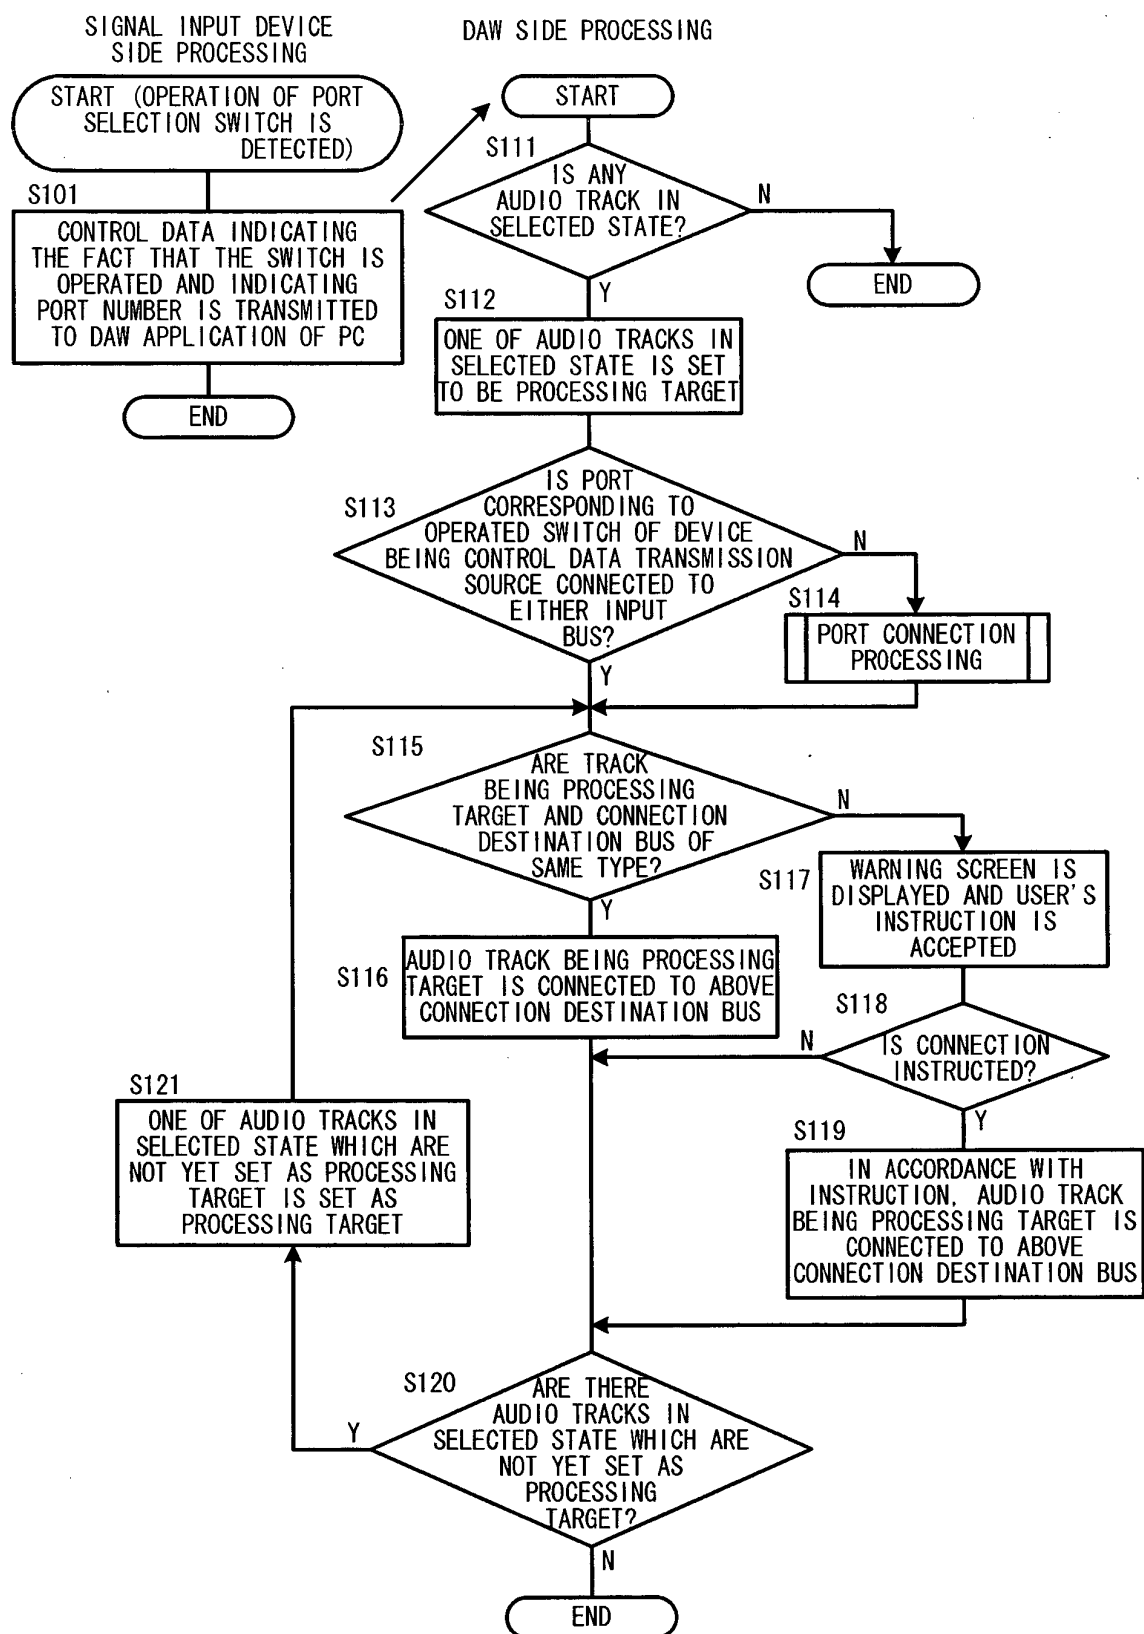 SIGNAL INPUT DEVICE
SIDE PROCESSING
START (OPERATION OF PORT
SELECTION SWITCH IS
DETECTED)
S101
CONTROL DATA INDICATING
THE FACT THAT THE SWITCH IS
OPERATED AND INDICATING
PORT NUMBER IS TRANSMITTED
TO DAW APPLICATION OF PC
END
DAW SIDE PROCESSING
START
S111
IS ANY
AUDIO TRACK IN
SELECTED STATE?
N
END
Y
S112
ONE OF AUDIO TRACKS IN
SELECTED STATE IS SET
TO BE PROCESSING TARGET
S113
IS PORT
CORRESPONDING TO
OPERATED SWITCH OF DEVICE
BEING CONTROL DATA TRANSMISSION
SOURCE CONNECTED TO
EITHER INPUT
BUS?
N
S114
PORT CONNECTION
PROCESSING
Y
S115
ARE TRACK
BEING PROCESSING
TARGET AND CONNECTION
DESTINATION BUS OF
SAME TYPE?
N
S117
WARNING SCREEN IS
DISPLAYED AND USER'S
INSTRUCTION IS
ACCEPTED
Y
S116
AUDIO TRACK BEING PROCESSING
TARGET IS CONNECTED TO ABOVE
CONNECTION DESTINATION BUS
S118
IS CONNECTION
INSTRUCTED?
N
Y
S119
IN ACCORDANCE WITH
INSTRUCTION, AUDIO TRACK
BEING PROCESSING TARGET IS
CONNECTED TO ABOVE
CONNECTION DESTINATION BUS
S121
ONE OF AUDIO TRACKS IN
SELECTED STATE WHICH ARE
NOT YET SET AS PROCESSING
TARGET IS SET AS
PROCESSING TARGET
S120
ARE THERE
AUDIO TRACKS IN
SELECTED STATE WHICH ARE
NOT YET SET AS
PROCESSING
TARGET?
Y
N
END